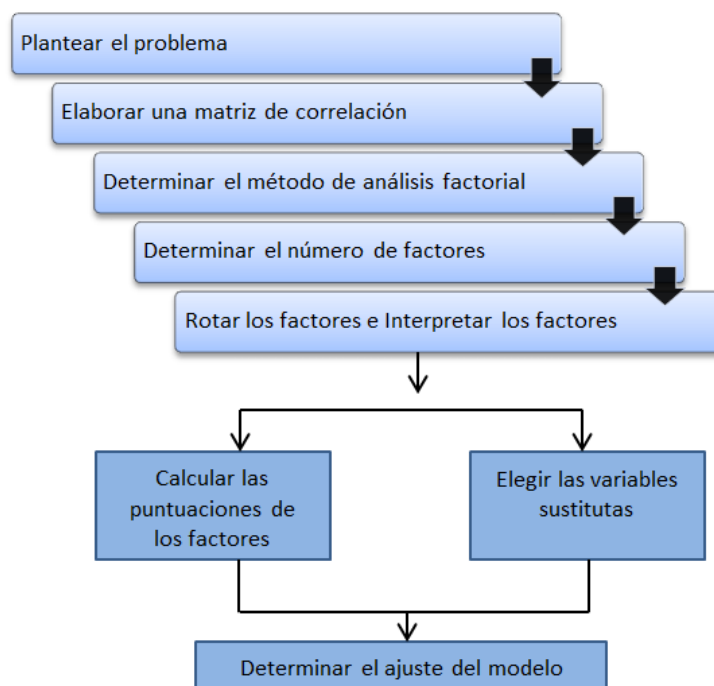 Plantear el problema
Elaborar una matriz de correlación
Determinar el método de análisis factorial
Determinar el número de factores
Rotar los factores e Interpretar los factores
Calcular las
puntuaciones de
los factores
Elegir las variables
sustitutas
Determinar el ajuste del modelo